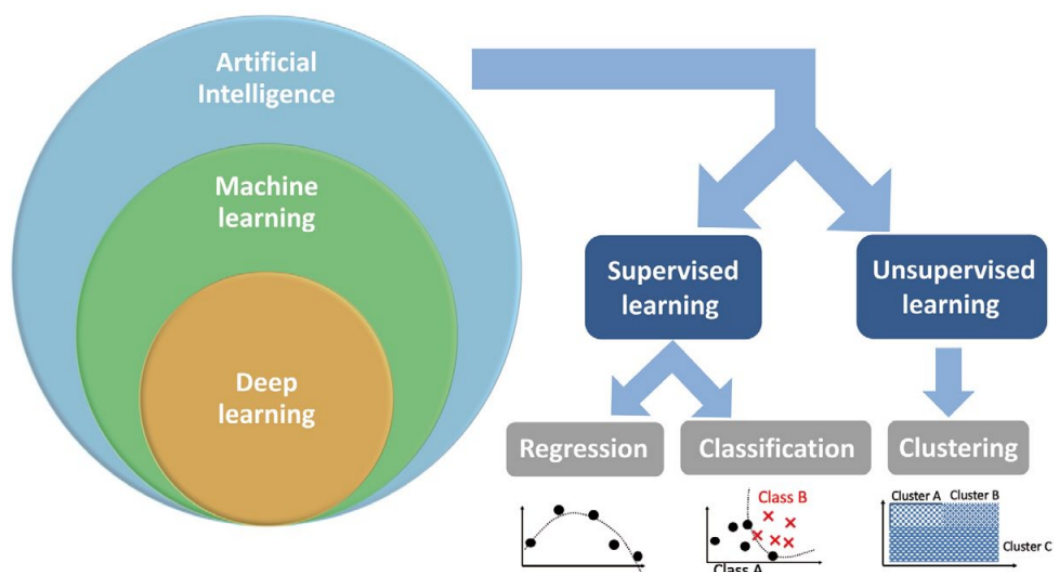 Artificial
Intelligence
Machine
learning
Deep
learning
Supervised
learning
Unsupervised
learning
Regression
Classification
Clustering
Class B
Class A
Cluster A
Cluster B
Cluster C